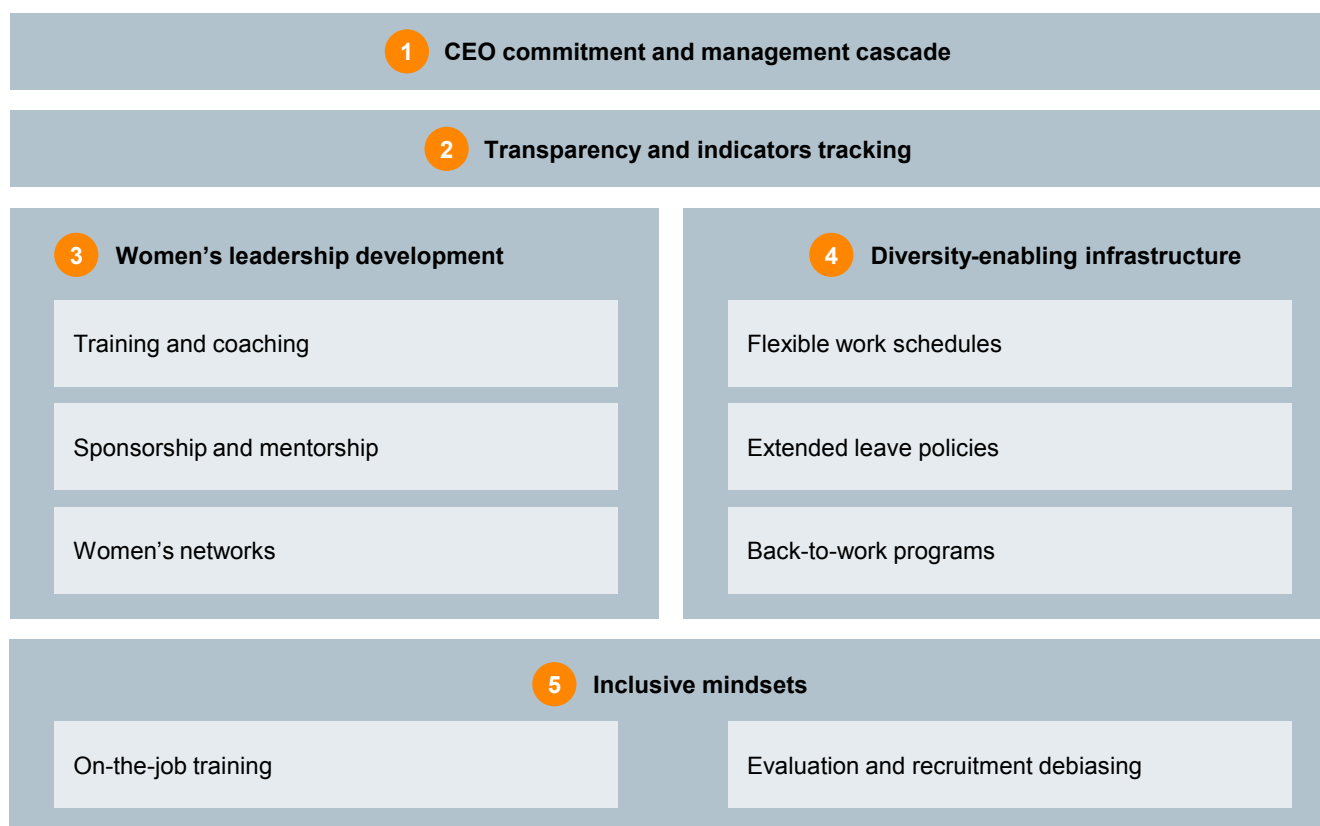 1 CEO commitment and management cascade
2 Transparency and indicators tracking
3 Women’s leadership development
Training and coaching
Sponsorship and mentorship
Women’s networks
4 Diversity-enabling infrastructure
Flexible work schedules
Extended leave policies
Back-to-work programs
5 Inclusive mindsets
On-the-job training
Evaluation and recruitment debiasing